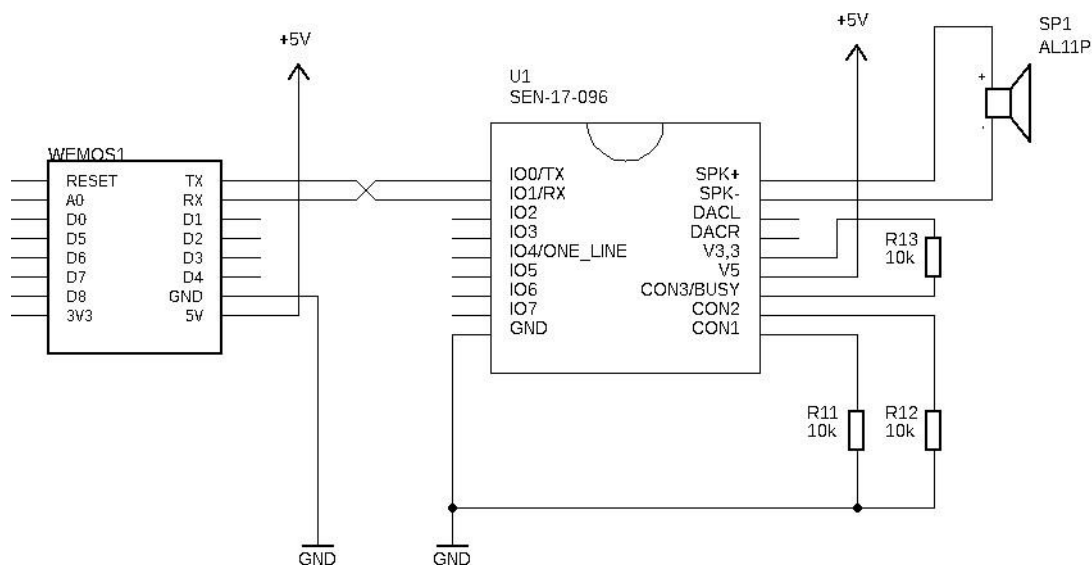 +5V
+5V
SP1
AL11P
U1
SEN-17-096
+
-
WEMOS1
RESET TX
A0 RX
D0 D1
D5 D2
D6 D3
D7 D4
D8 GND
3V3 5V
IO0/TX SPK+
IO1/RX SPK-
IO2 DACL
IO3 DACR
IO4/ONE_LINE V3,3
IO5 V5
IO6 CON3/BUSY
IO7 CON2
GND CON1
R13
10k
R11
10k
R12
10k
GND
GND